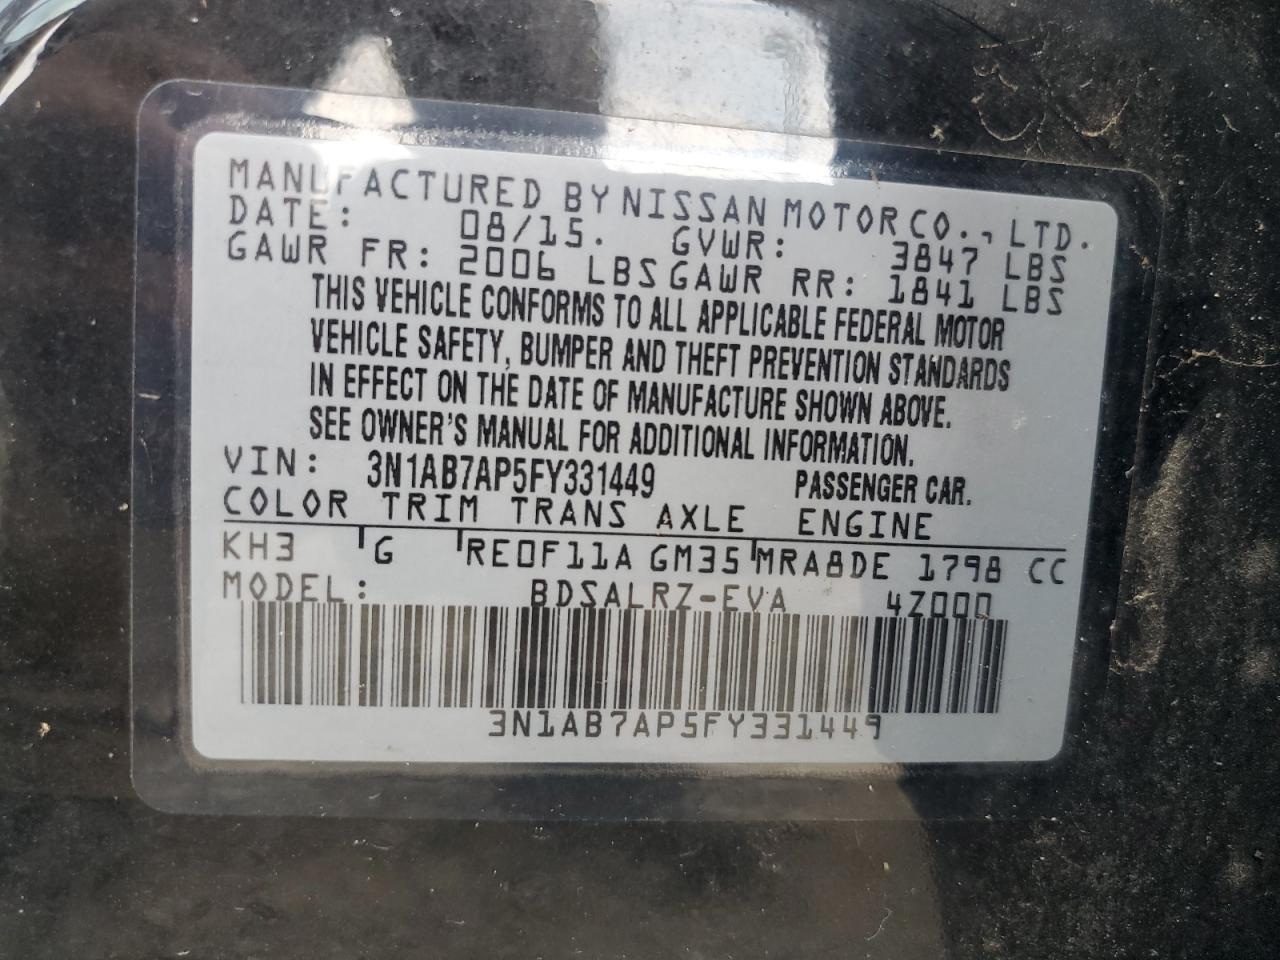 MANUFACTURED BY NISSAN MOTOR CO., LTD.
DATE: 08/15. GVWR: 3847 LBS
GAWR FR: 2006 LBS GAWR RR: 1841 LBS
THIS VEHICLE CONFORMS TO ALL APPLICABLE FEDERAL MOTOR
VEHICLE SAFETY, BUMPER AND THEFT PREVENTION STANDARDS
IN EFFECT ON THE DATE OF MANUFACTURE SHOWN ABOVE.
SEE OWNER'S MANUAL FOR ADDITIONAL INFORMATION.
VIN: 3N1AB7AP5FY331449 PASSENGER CAR.
COLOR TRIM TRANS AXLE ENGINE
KH3 G RE0F11A GM35 MRA8DE 1798 CC
MODEL: BDSALRZ-EVA 4Z000
3N1AB7AP5FY331449